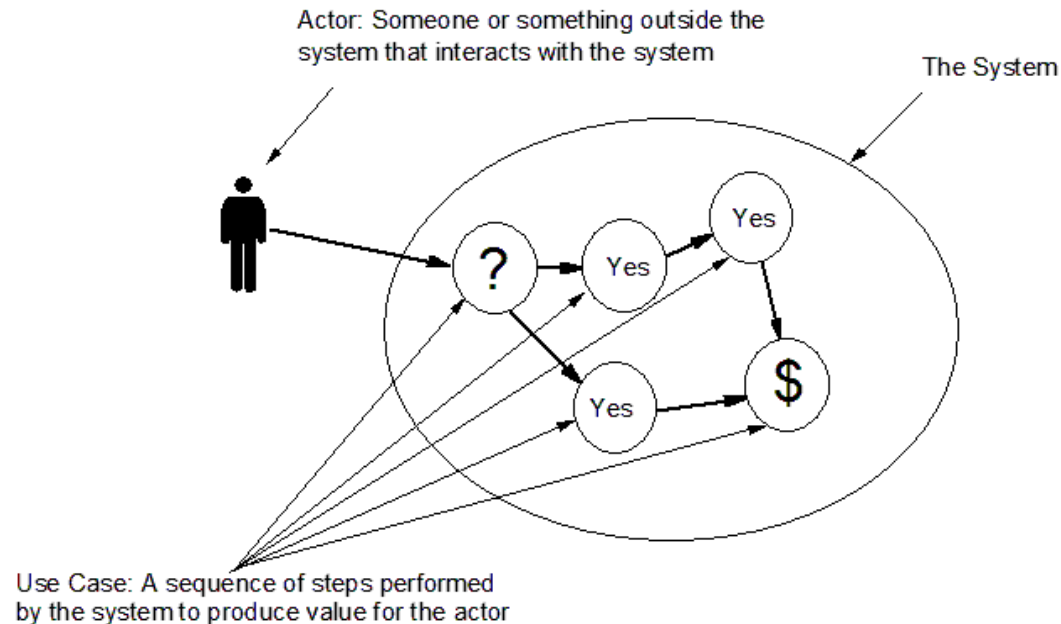 Actor: Someone or something outside the
system that interacts with the system
The System
Yes
?
Yes
$
Yes
Use Case: A sequence of steps performed
by the system to produce value for the actor